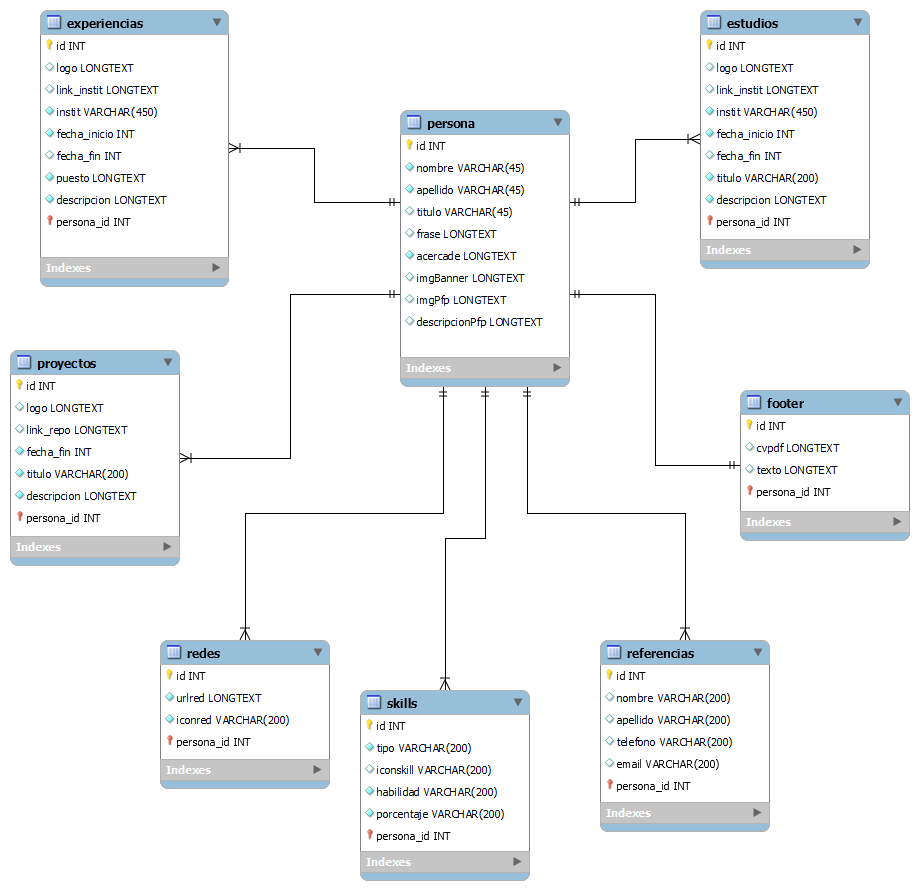 experiencias
id INT
logo LONGTEXT
link_instit LONGTEXT
instit VARCHAR(450)
fecha_inicio INT
fecha_fin INT
puesto LONGTEXT
descripcion LONGTEXT
persona_id INT
Indexes
persona
id INT
nombre VARCHAR(45)
apellido VARCHAR(45)
titulo VARCHAR(45)
frase LONGTEXT
acercade LONGTEXT
imgBanner LONGTEXT
imgPfp LONGTEXT
descripcionPfp LONGTEXT
Indexes
estudios
id INT
logo LONGTEXT
link_instit LONGTEXT
instit VARCHAR(450)
fecha_inicio INT
fecha_fin INT
titulo VARCHAR(200)
descripcion LONGTEXT
persona_id INT
Indexes
proyectos
id INT
logo LONGTEXT
link_repo LONGTEXT
fecha_fin INT
titulo VARCHAR(200)
descripcion LONGTEXT
persona_id INT
Indexes
footer
id INT
cvpdf LONGTEXT
texto LONGTEXT
persona_id INT
Indexes
redes
id INT
urlred LONGTEXT
iconred VARCHAR(200)
persona_id INT
Indexes
skills
id INT
tipo VARCHAR(200)
iconskill VARCHAR(200)
habilidad VARCHAR(200)
porcentaje VARCHAR(200)
persona_id INT
Indexes
referencias
id INT
nombre VARCHAR(200)
apellido VARCHAR(200)
telefono VARCHAR(200)
email VARCHAR(200)
persona_id INT
Indexes